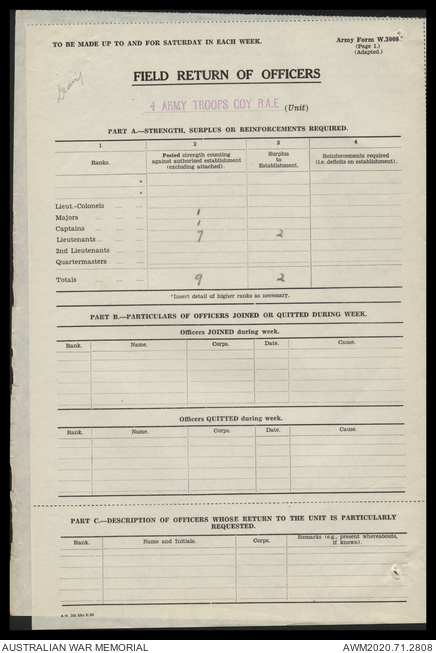 TO BE MADE UP TO AND FOR SATURDAY IN EACH WEEK.
Army Form W.3008
(Page 1.)
(Adapted.)
FIELD RETURN OF OFFICERS
4 ARMY TROOPS COY R.A.E. (Unit)
PART A.—STRENGTH, SURPLUS OR REINFORCEMENTS REQUIRED.
1 2 3 4
Ranks. Posted strength counting against authorized establishment (excluding attached). Surplus to Establishment. Reinforcements required (i.e. deficits on establishment).
*
*
Lieut.-Colonels
Majors 1
Captains 1
Lieutenants 7 2
2nd Lieutenants
Quartermasters
Totals 9 2
*Insert detail of higher ranks as necessary.
PART B.—PARTICULARS OF OFFICERS JOINED OR QUITTED DURING WEEK.
Officers JOINED during week.
Rank. Name. Corps. Date. Cause.
Officers QUITTED during week.
Rank. Name. Corps. Date. Cause.
PART C.—DESCRIPTION OF OFFICERS WHOSE RETURN TO THE UNIT IS PARTICULARLY
REQUESTED.
Rank. Name and Initials. Corps. Remarks (e.g., present whereabouts, if known).
AUSTRALIAN WAR MEMORIAL
AWM2020.71.2808